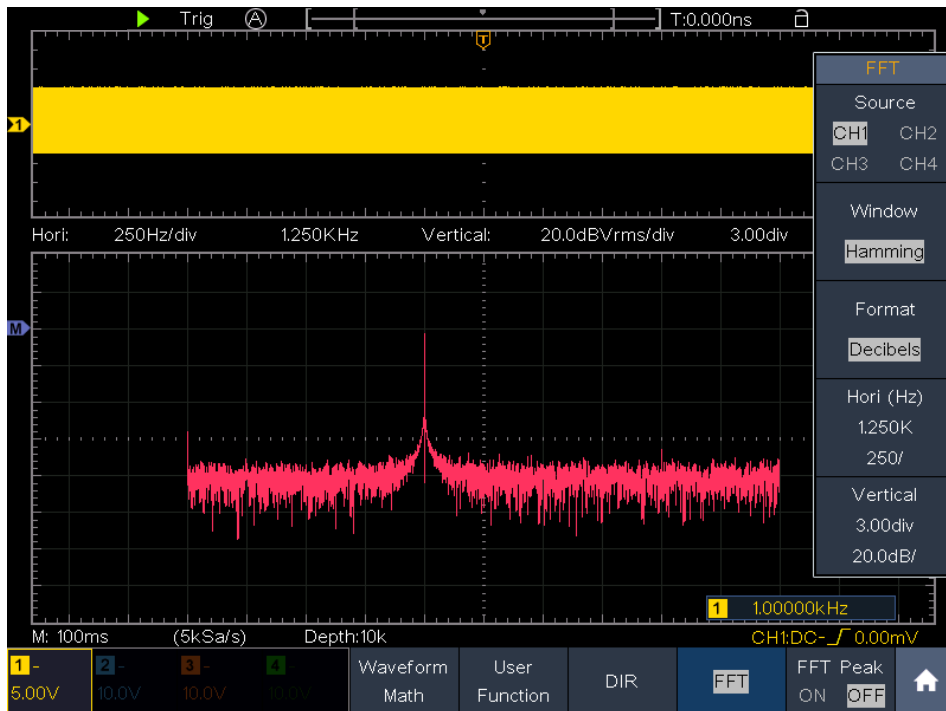 Trig A T:0.000ns
T
FFT
Source
CH1 CH2
1
CH3 CH4
Window
Hori: 250Hz/div 1.250KHz Vertical: 20.0dBVrms/div 3.00div
Hamming
Format
M
Decibels
Hori (Hz)
1.250K
250/
Vertical
3.00div
20.0dB/
1 1.00000kHz
M: 100ms (5kSa/s) Depth:10k CH1:DC- 0.00mV
1 - 2 - 3 - 4 - Waveform User DIR FFT FFT Peak
5.00V 10.0V 10.0V 10.0V Math Function ON OFF